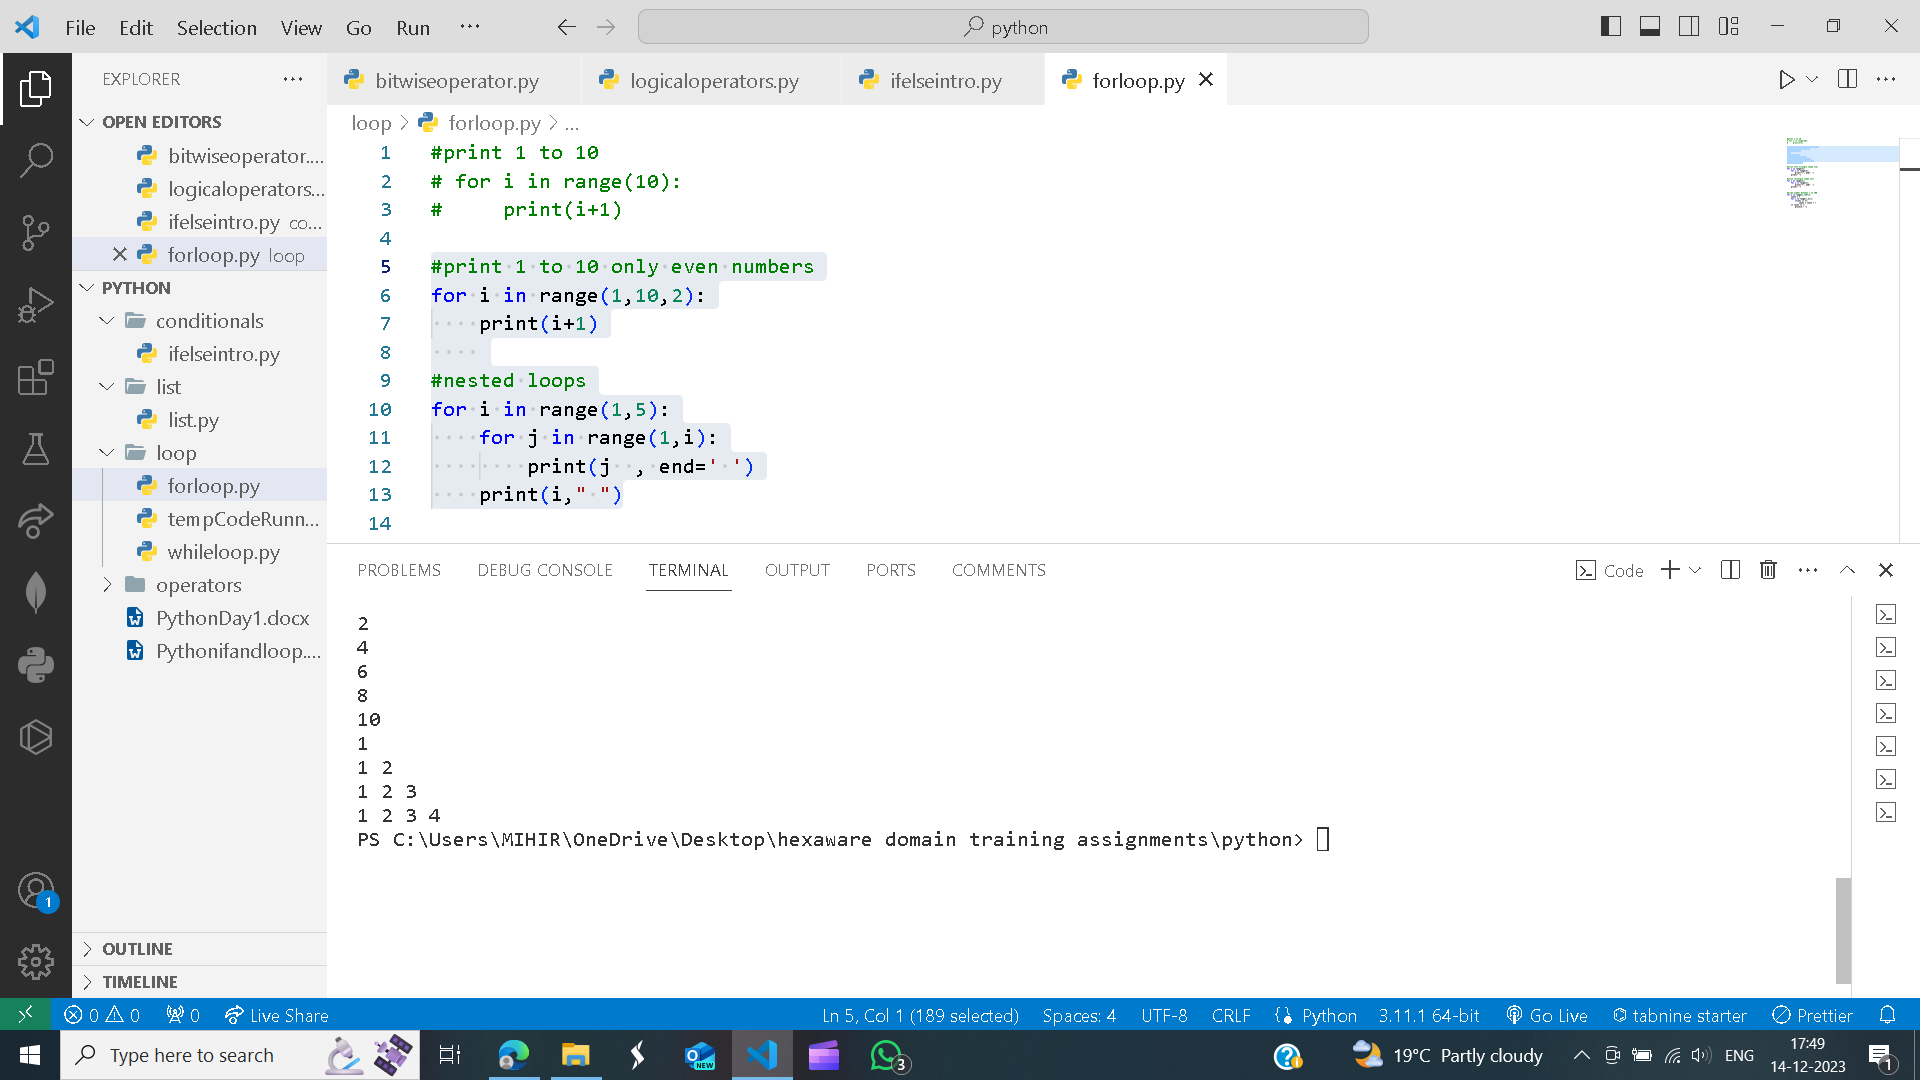 File Edit Selection View Go Run ··· python
EXPLORER ···
OPEN EDITORS
bitwiseoperator....
logicaloperators...
ifelseintro.py co...
forloop.py loop
PYTHON
conditionals
ifelseintro.py
list
list.py
loop
forloop.py
tempCodeRunn...
whileloop.py
operators
PythonDay1.docx
Pythonifandloop....
OUTLINE
TIMELINE
bitwiseoperator.py logicaloperators.py ifelseintro.py forloop.py
loop > forloop.py > ...
1 #print 1 to 10
2 # for i in range(10):
3 #     print(i+1)
4
5 #print 1 to 10 only even numbers
6 for i in range(1,10,2):
7     print(i+1)
8
9 #nested loops
10 for i in range(1,5):
11     for j in range(1,i):
12         print(j  , end=' ')
13     print(i," ")
14
PROBLEMS DEBUG CONSOLE TERMINAL OUTPUT PORTS COMMENTS Code
2
4
6
8
10
1
1 2
1 2 3
1 2 3 4
PS C:\Users\MIHIR\OneDrive\Desktop\hexaware domain training assignments\python>
1
0 0 0 Live Share Ln 5, Col 1 (189 selected) Spaces: 4 UTF-8 CRLF Python 3.11.1 64-bit Go Live tabnine starter Prettier
Type here to search NEW 3 19°C Partly cloudy ENG 17:49
14-12-2023 1